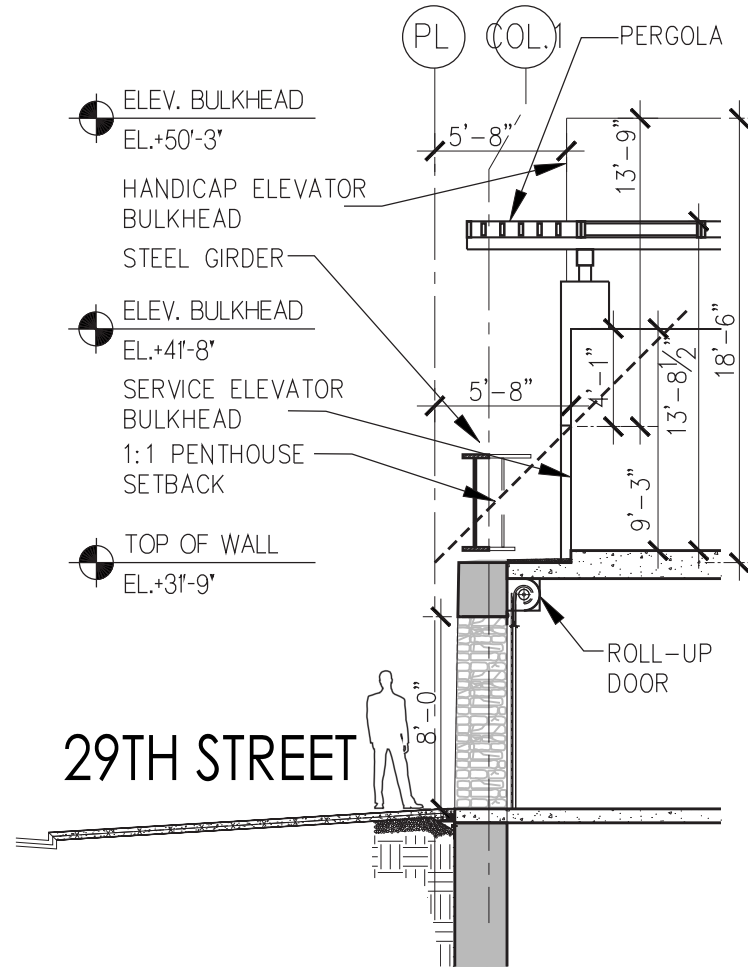 PL
COL.1
PERGOLA
ELEV. BULKHEAD
EL.+50'-3"
5'-8"
13'-9"
HANDICAP ELEVATOR
BULKHEAD
STEEL GIRDER
ELEV. BULKHEAD
EL.+41'-8"
18'-6"
13'-8 1/2"
4'-1"
5'-8"
SERVICE ELEVATOR
BULKHEAD
1:1 PENTHOUSE
SETBACK
9'-3"
TOP OF WALL
EL.+31'-9"
ROLL-UP
DOOR
8'-0"
29TH STREET